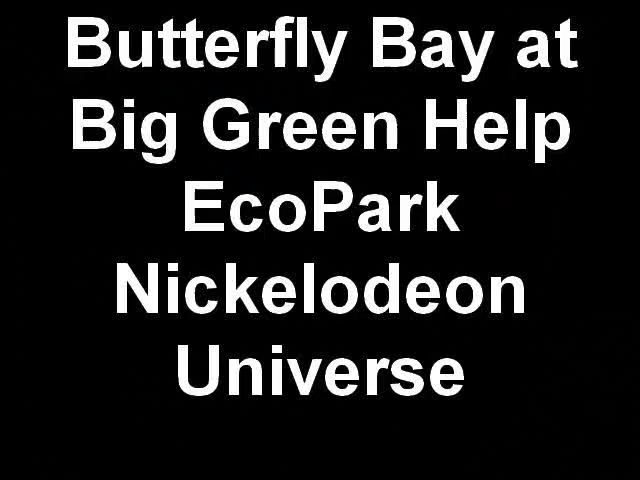 Butterfly Bay at
Big Green Help
EcoPark
Nickelodeon
Universe